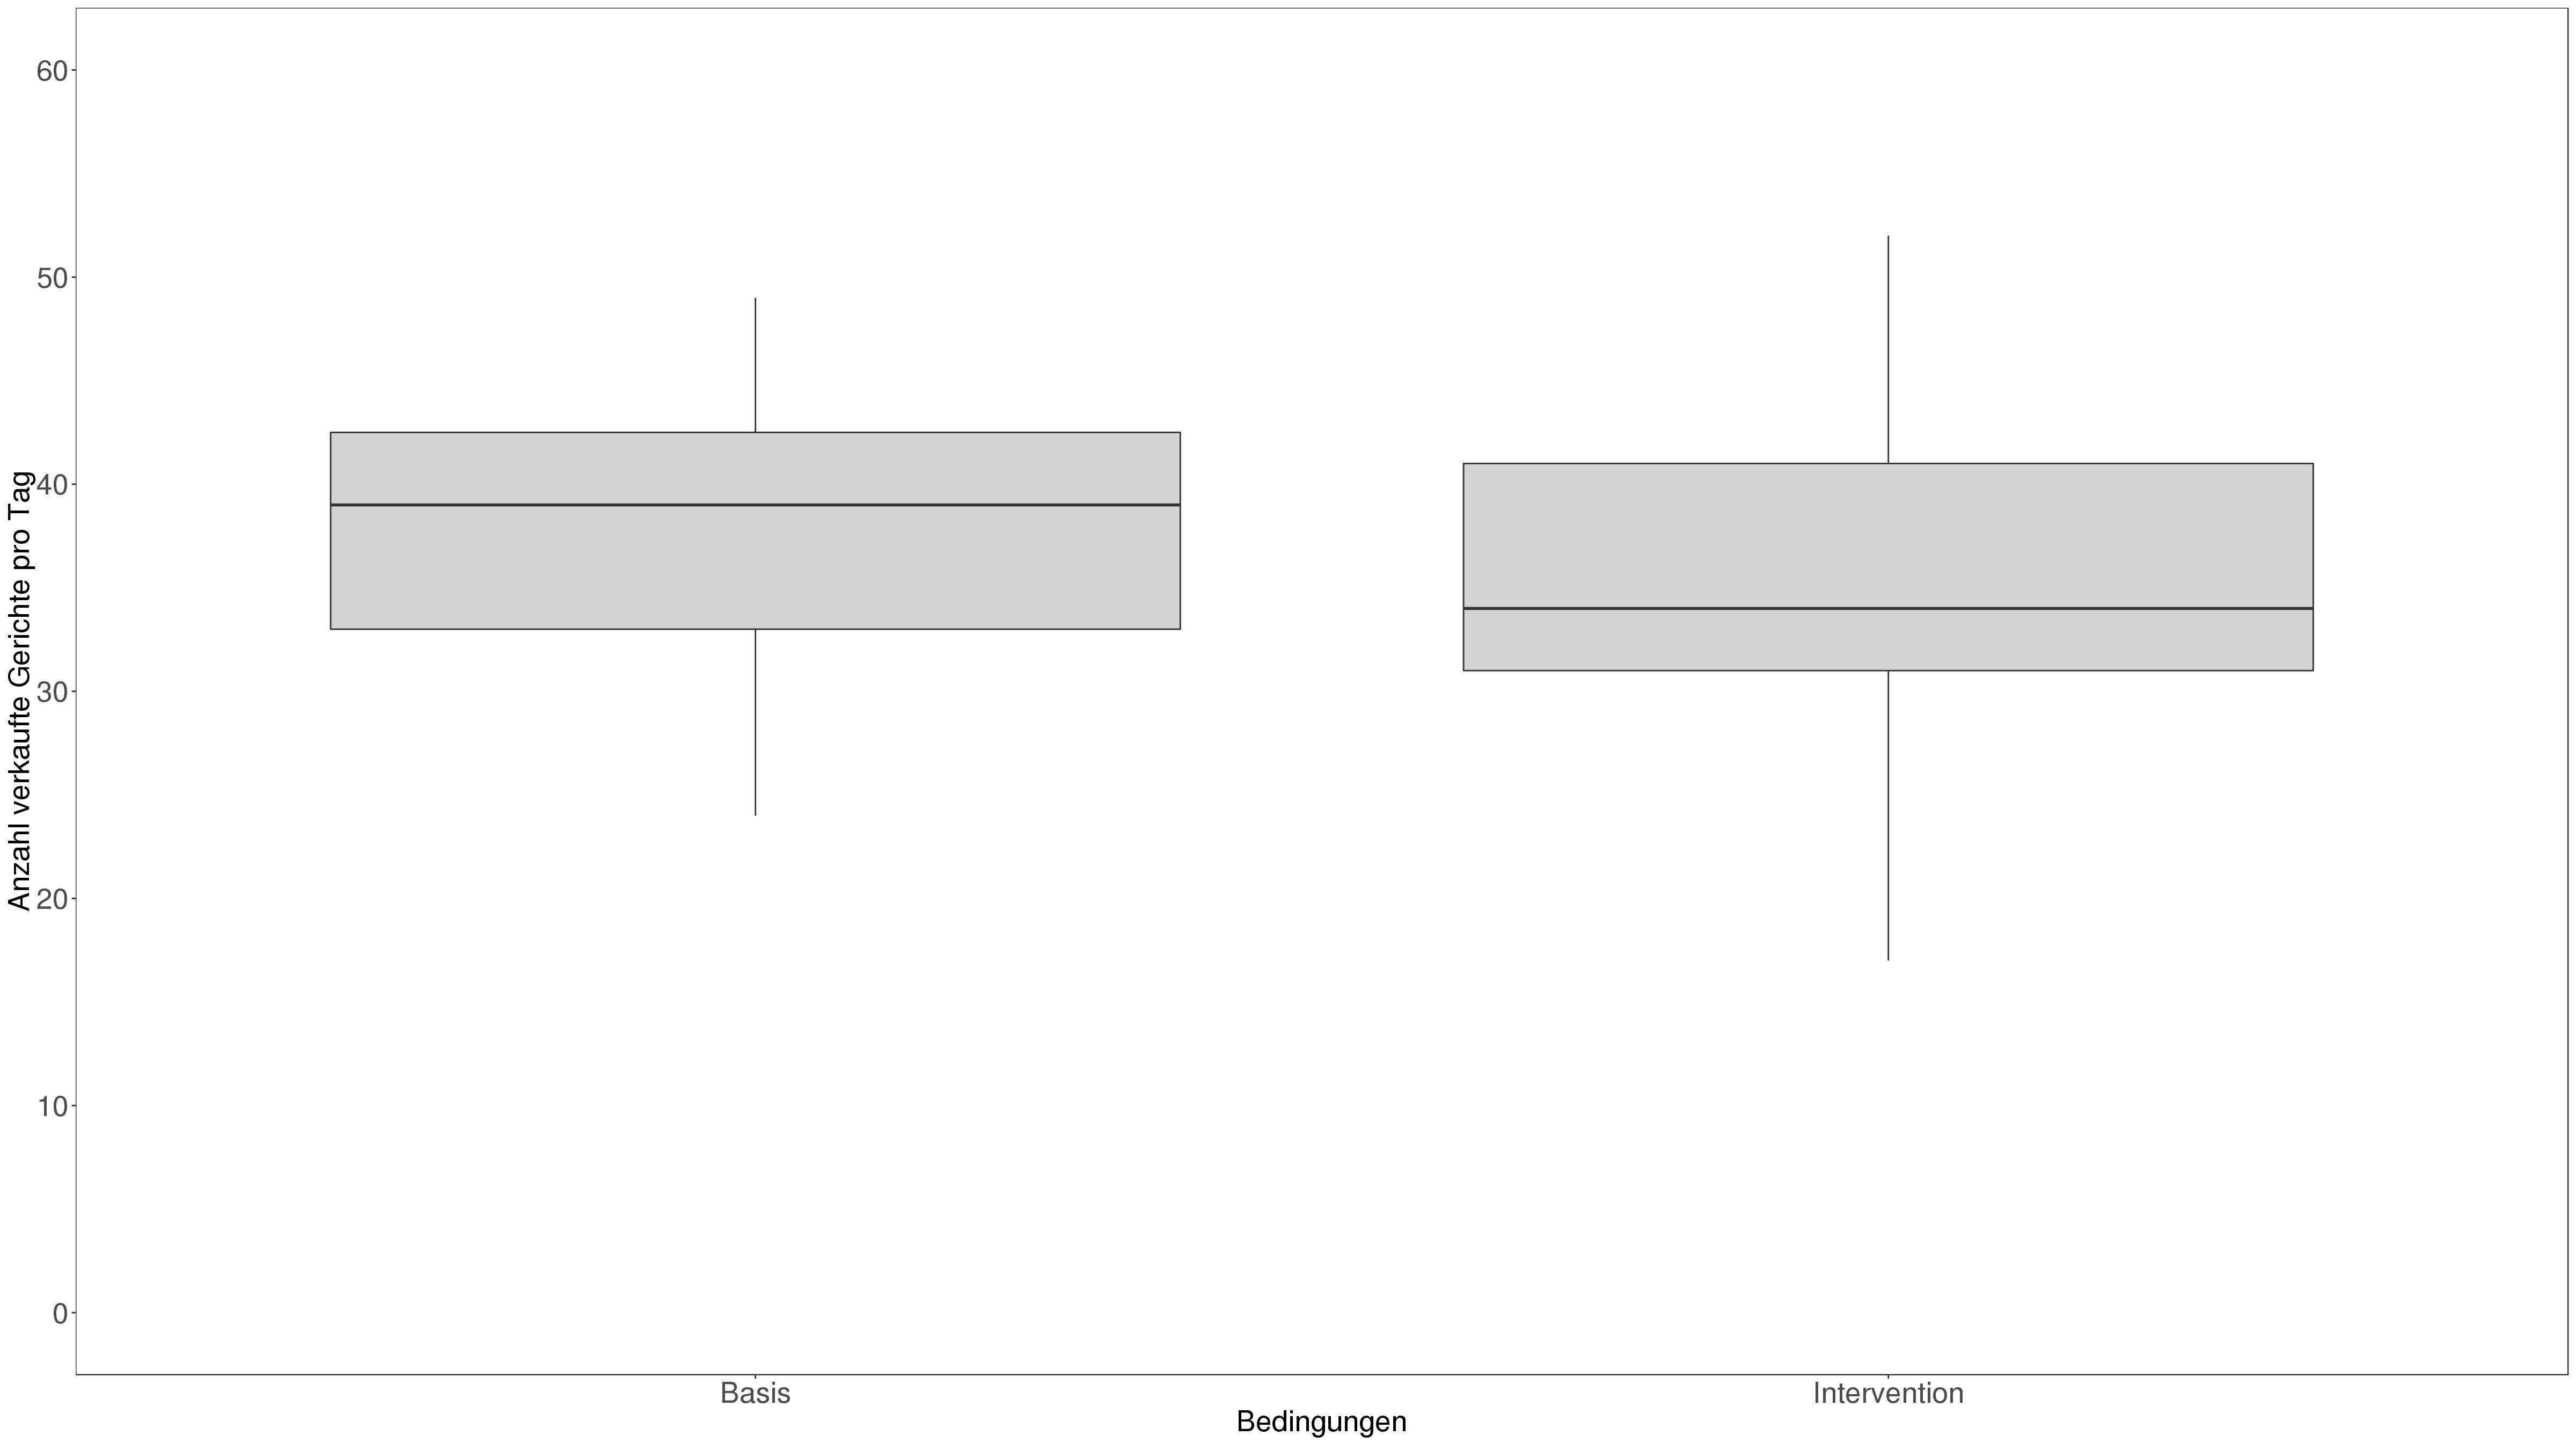 Anzahl verkaufte Gerichte pro Tag
60
50
40
30
20
10
0
Basis
Intervention
Bedingungen